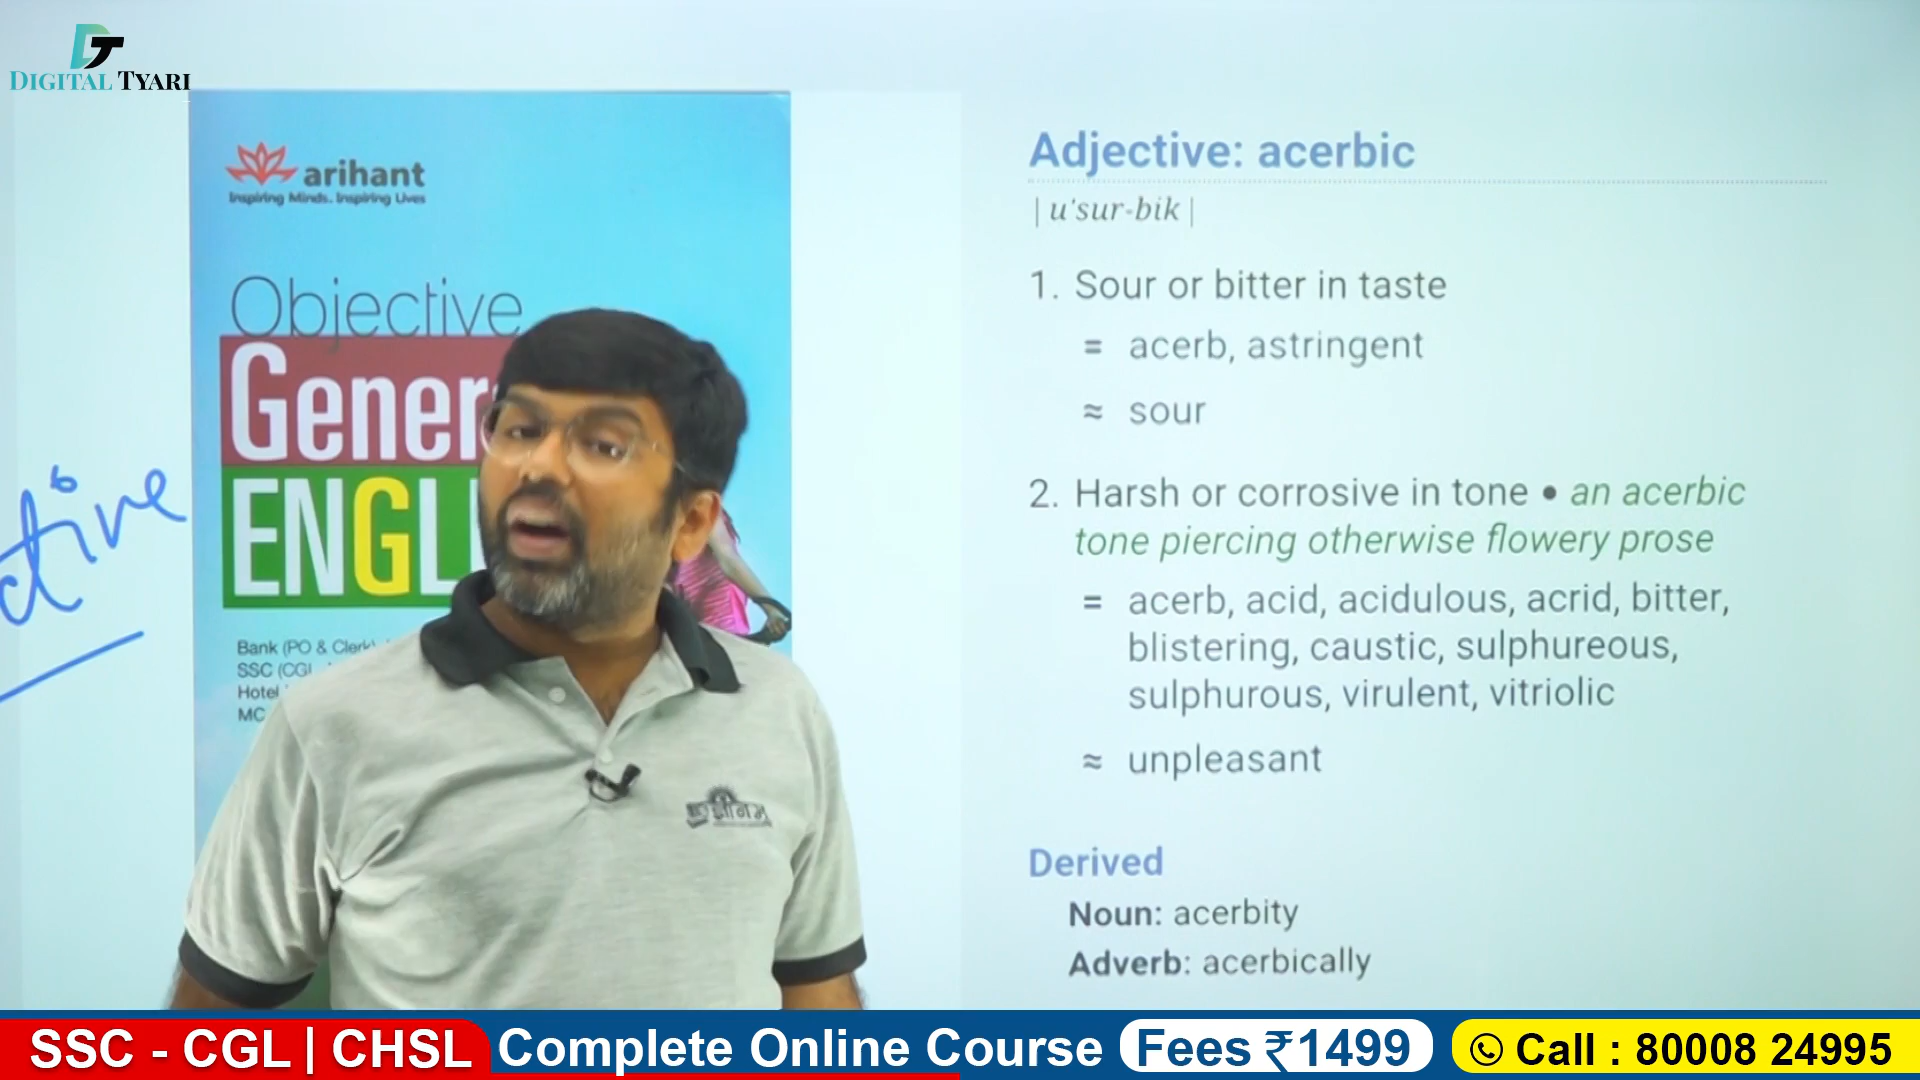 DT
DIGITAL TYARI
arihant
Inspiring Minds. Inspiring Lives
Objective
Gener
ENGL
Bank (PO & Clerk)
SSC (CGL
Hotel
MC
Adjective: acerbic
| u'sur-bik |
1. Sour or bitter in taste
= acerb, astringent
≈ sour
2. Harsh or corrosive in tone • an acerbic
tone piercing otherwise flowery prose
= acerb, acid, acidulous, acrid, bitter,
blistering, caustic, sulphureous,
sulphurous, virulent, vitriolic
≈ unpleasant
Derived
Noun: acerbity
Adverb: acerbically
SSC - CGL | CHSL Complete Online Course Fees ₹1499 Call : 80008 24995